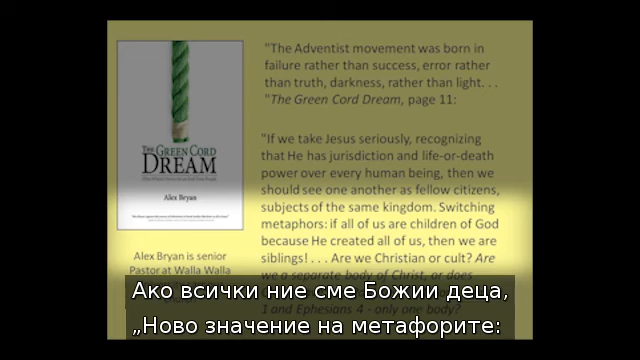 THE GREEN CORD
DREAM
Alex Bryan
Alex Bryan is senior
Pastor at Walla Walla
"The Adventist movement was born in
failure rather than success, error rather
than truth, darkness, rather than light. . .
"The Green Cord Dream, page 11:
"If we take Jesus seriously, recognizing
that He has jurisdiction and life-or-death
power over every human being, then we
should see one another as fellow citizens,
subjects of the same kingdom. Switching
metaphors: if all of us are children of God
because He created all of us, then we are
siblings! . . . Are we Christian or cult? Are
we a separate body of Christ, or does
1 and Ephesians 4 - only one body?
Ако всички ние сме Божии деца,
„Ново значение на метафорите: